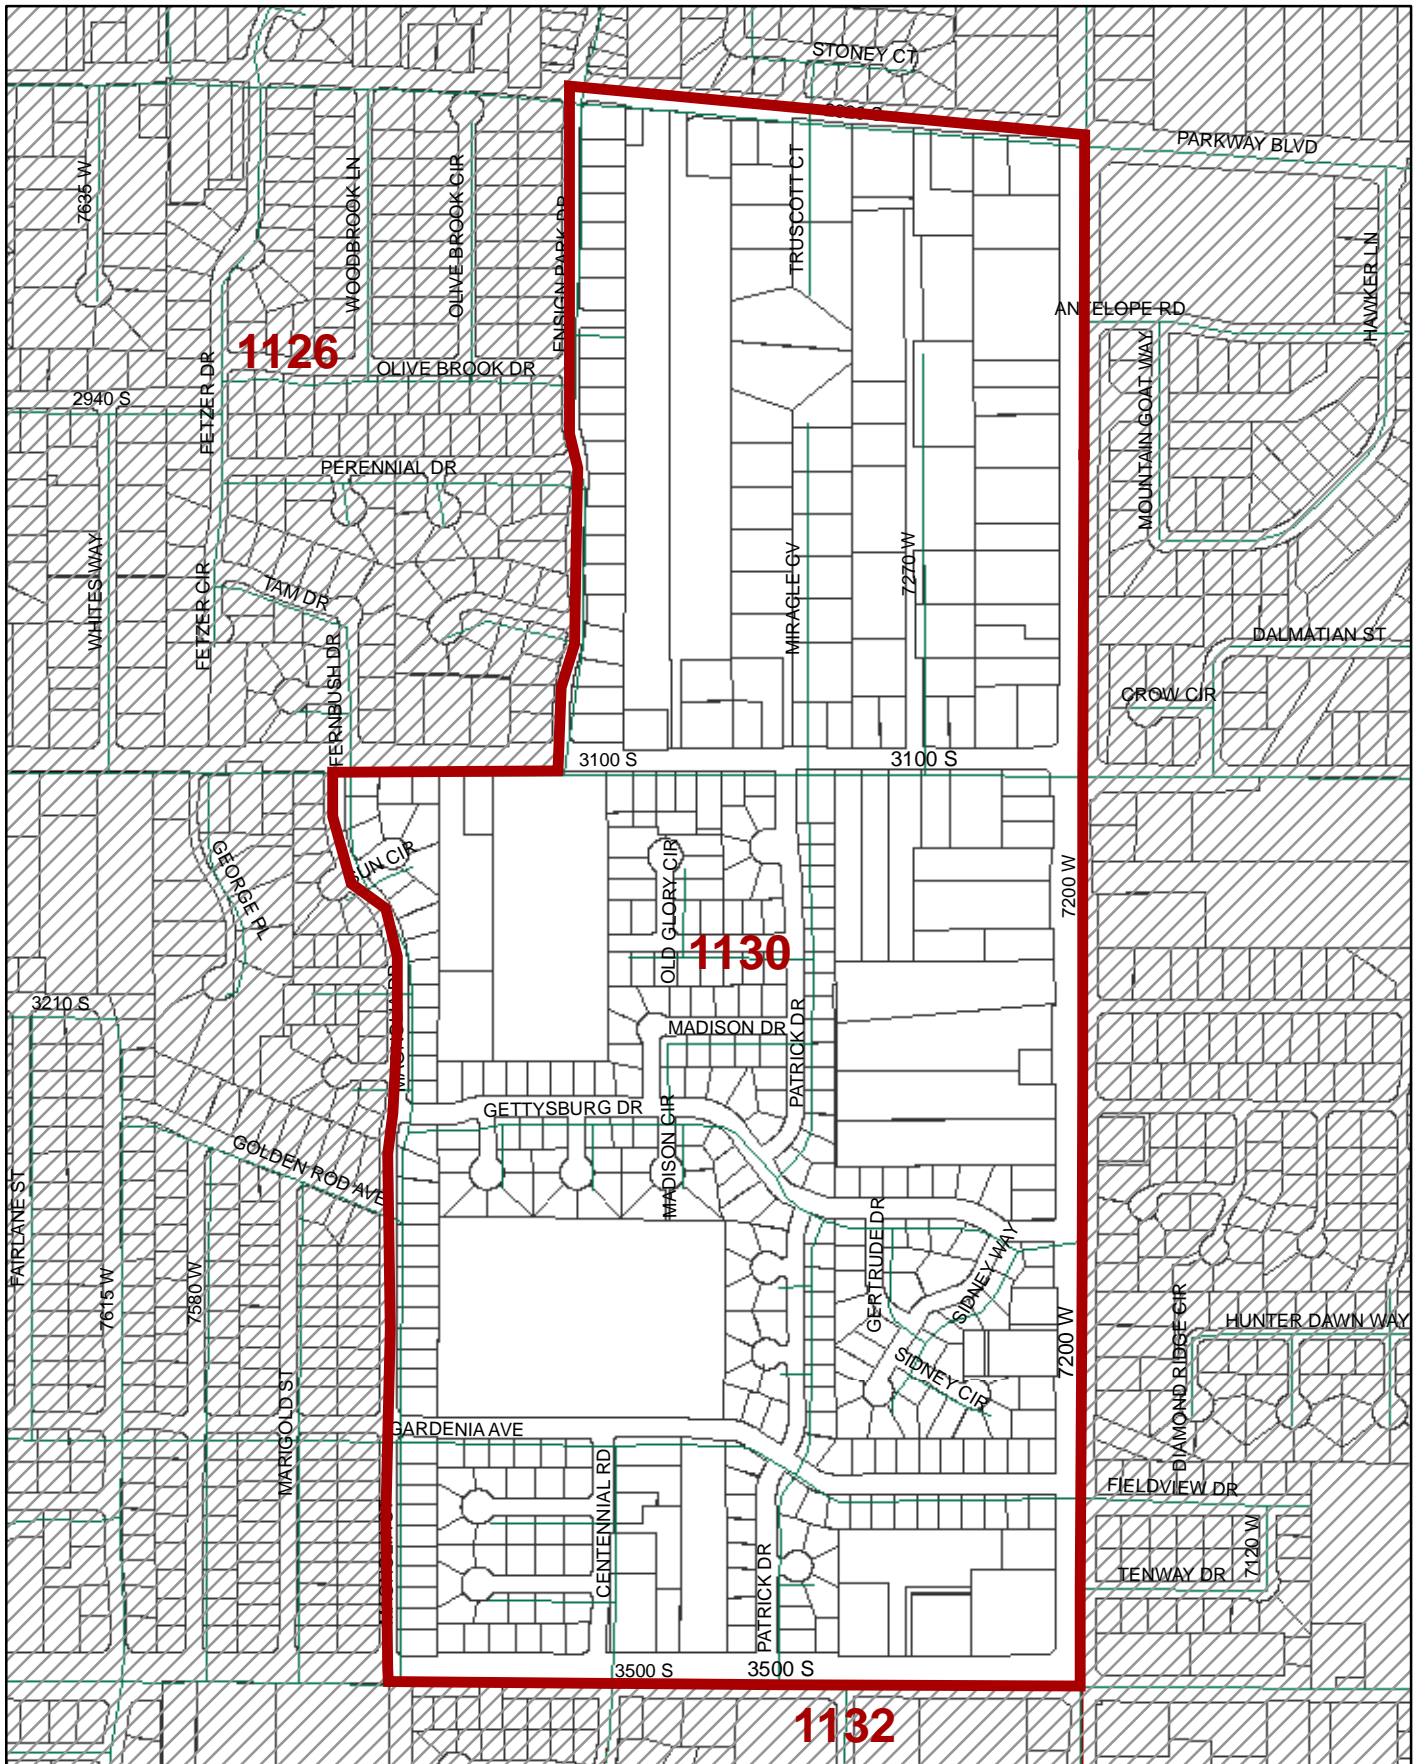 STONEY CT
PARKWAY BLVD
7635 W
WOODBROOK LN
OLIVE BROOK CIR
ENSIGN PARK DR
TRUSCOTT CT
HAWKER LN
ANTELOPE RD
1126
FETZER DR
OLIVE BROOK DR
MOUNTAIN GOAT WAY
2940 S
PERENNIAL DR
WHITES WAY
FETZER CIR
TAM DR
FERNBUSH DR
MIRACLE CV
7270 W
DALMATIAN ST
CROW CIR
3100 S
3100 S
GEORGE PL
SUN CIR
OLD GLORY CIR
7200 W
1130
3210 S
MADISON DR
PATRICK DR
GETTYSBURG DR
MADISON CIR
GOLDEN ROD AVE
FAIRLANE ST
7615 W
7580 W
MARIGOLD ST
GERTRUDE DR
SIDNEY WAY
7200 W
SIDNEY CIR
DIAMOND RIDGE CIR
HUNTER DAWN WAY
GARDENIA AVE
CENTENNIAL RD
FIELDVIEW DR
PATRICK DR
7120 W
TENWAY DR
3500 S
3500 S
1132